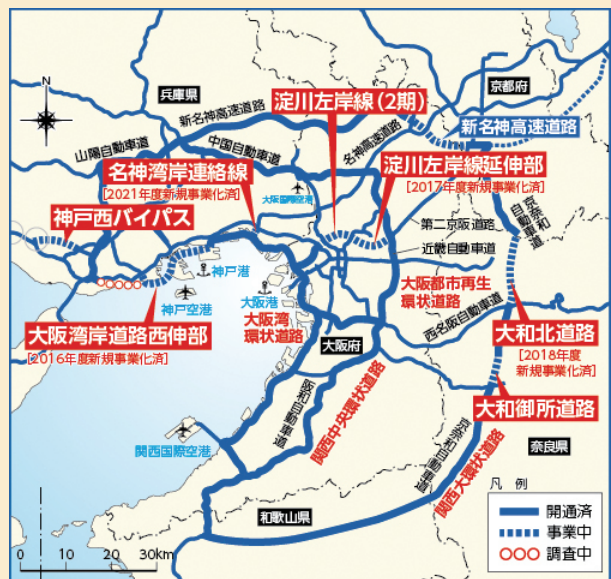 兵庫県
京都府
淀川左岸線(2期)
新名神高速道路
新名神高速道路
山陽自動車道
中国自動車道
名神高速道路
名神湾岸連絡線
[2021年度新規事業化済]
淀川左岸線延伸部
[2017年度新規事業化済]
大阪国際空港
神戸西バイパス
第二京阪道路
近畿自動車道
京奈和自動車道
神戸港
神戸空港
大阪港
大阪湾
環状道路
大阪都市再生
環状道路
西名阪自動車道
大阪湾岸道路西伸部
[2016年度新規事業化済]
大阪府
大和北道路
[2018年度
新規事業化済]
大和御所道路
阪和自動車道
関西中央環状道路
関西国際空港
京奈和自動車道
関西大環状道路
奈良県
和歌山県
凡 例
開通済
事業中
調査中
0 10 20 30km